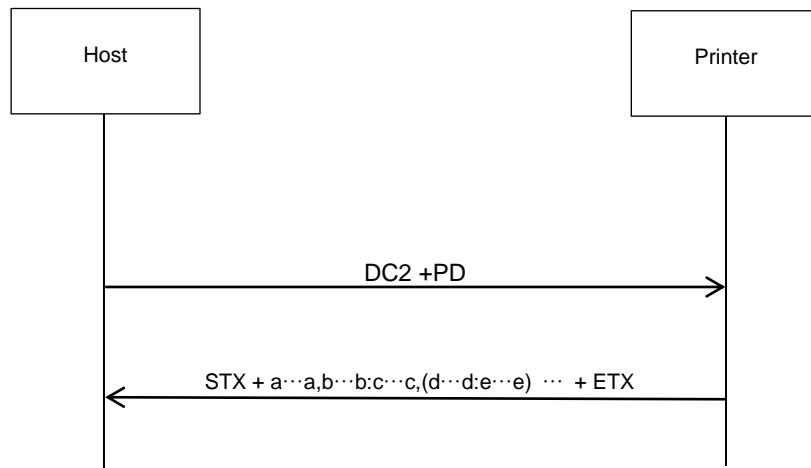 Host
Printer
DC2 +PD
STX + a⋯a,b⋯b:c⋯c,(d⋯d:e⋯e) ⋯ + ETX